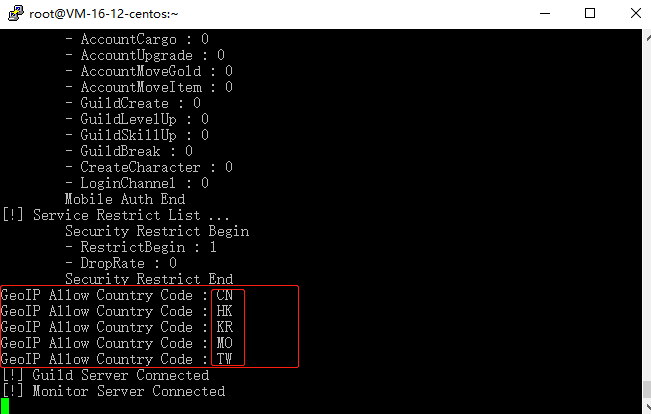 root@VM-16-12-centos:~
- AccountCargo : 0
- AccountUpgrade : 0
- AccountMoveGold : 0
- AccountMoveItem : 0
- GuildCreate : 0
- GuildLevelUp : 0
- GuildSkillUp : 0
- GuildBreak : 0
- CreateCharacter : 0
- LoginChannel : 0
Mobile Auth End
[!] Service Restrict List ...
Security Restrict Begin
- RestrictBegin : 1
- DropRate : 0
Security Restrict End
GeoIP Allow Country Code : CN
GeoIP Allow Country Code : HK
GeoIP Allow Country Code : KR
GeoIP Allow Country Code : MO
GeoIP Allow Country Code : TW
[!] Guild Server Connected
[!] Monitor Server Connected